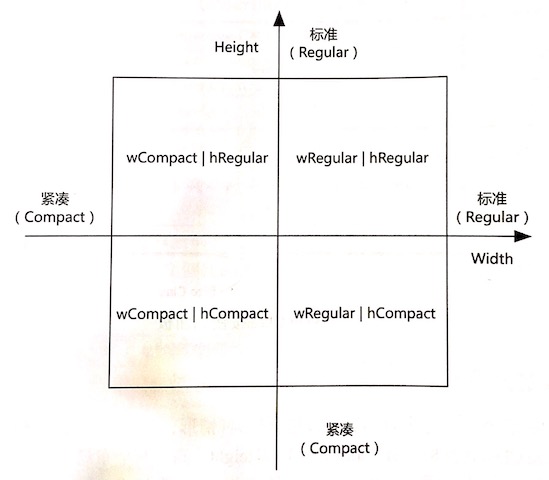 Height
标准
（Regular）
wCompact | hRegular
wRegular | hRegular
紧凑
（Compact）
标准
（Regular）
Width
wCompact | hCompact
wRegular | hCompact
紧凑
（Compact）